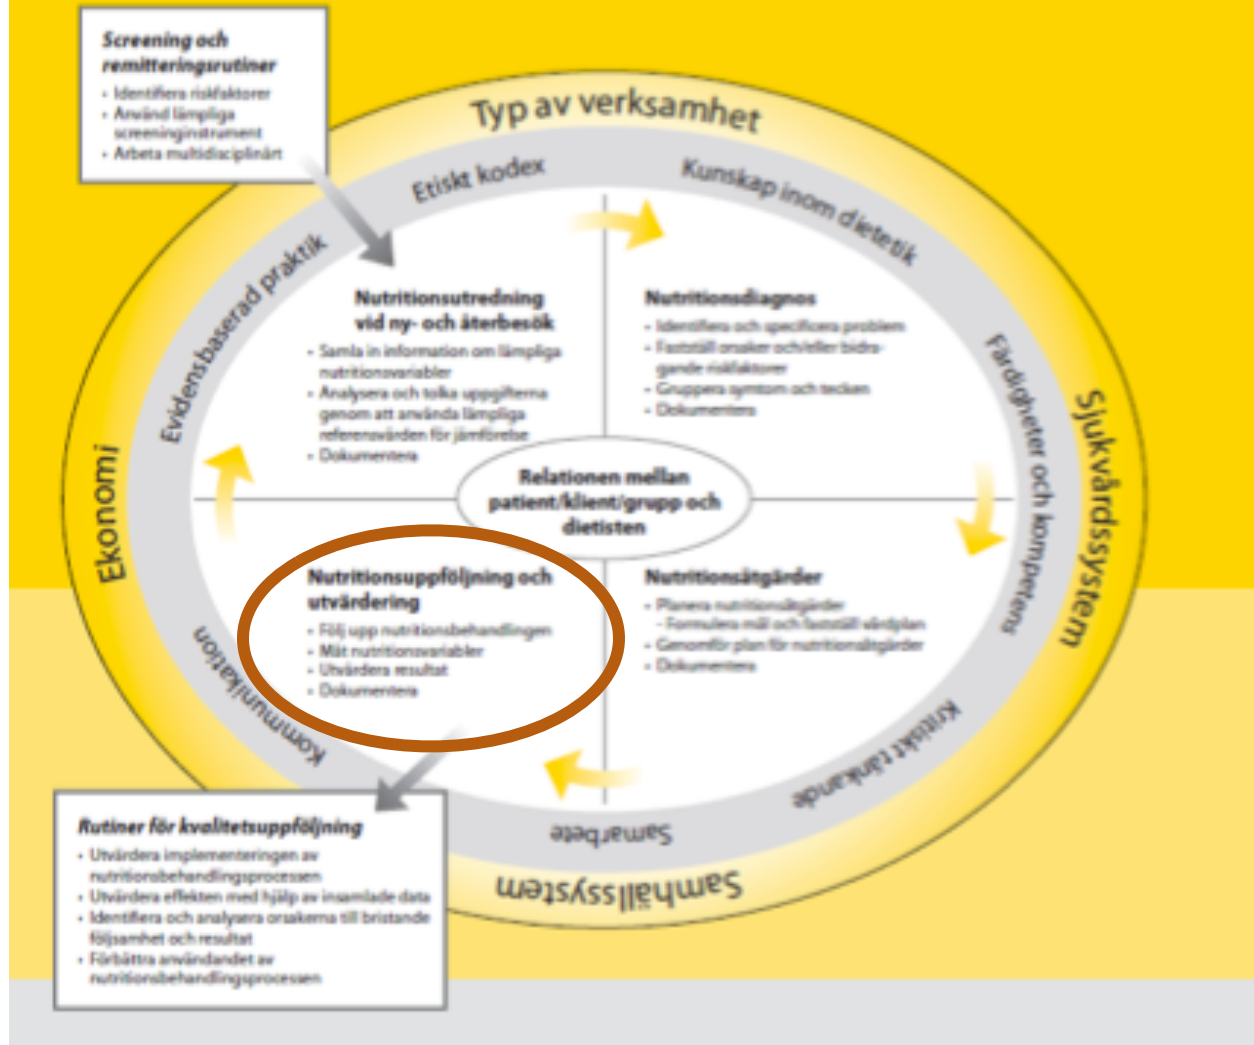 Screening och
remitteringsrutiner
• Identifiera riskfaktorer
• Använd lämpliga
screeninginstrument
• Arbeta multidisciplinärt
Typ av verksamhet
Etiskt kodex
Kunskap inom dietetik
Evidensbaserad praktik
Färdigheter och kompetens
Ekonomi
Sjukvårdssystem
Nutritionsutredning
vid ny- och återbesök
• Samla in information om lämpliga
nutritionsvariabler
• Analysera och tolka uppgifterna
genom att använda lämpliga
referensvärden för jämförelse
• Dokumentera
Nutritionsdiagnos
• Identifiera och specificera problem
• Fastställ orsaker och/eller bidra-
gande riskfaktorer
• Gruppera symtom och tecken
• Dokumentera
Relationen mellan
patient/klient/grupp och
dietisten
Nutritionsuppföljning och
utvärdering
• Följ upp nutritionsbehandlingen
• Mät nutritionsvariabler
• Utvärdera resultat
• Dokumentera
Nutritionsåtgärder
• Planera nutritionsåtgärder
- Formulera mål och fastställ vårdplan
• Genomför plan för nutritionsåtgärder
• Dokumentera
Kommunikation
Kritiskt tänkande
Samarbete
Samhällssystem
Rutiner för kvalitetsuppföljning
• Utvärdera implementeringen av
nutritionsbehandlingsprocessen
• Utvärdera effekten med hjälp av insamlade data
• Identifiera och analysera orsakerna till bristande
följsamhet och resultat
• Förbättra användandet av
nutritionsbehandlingsprocessen